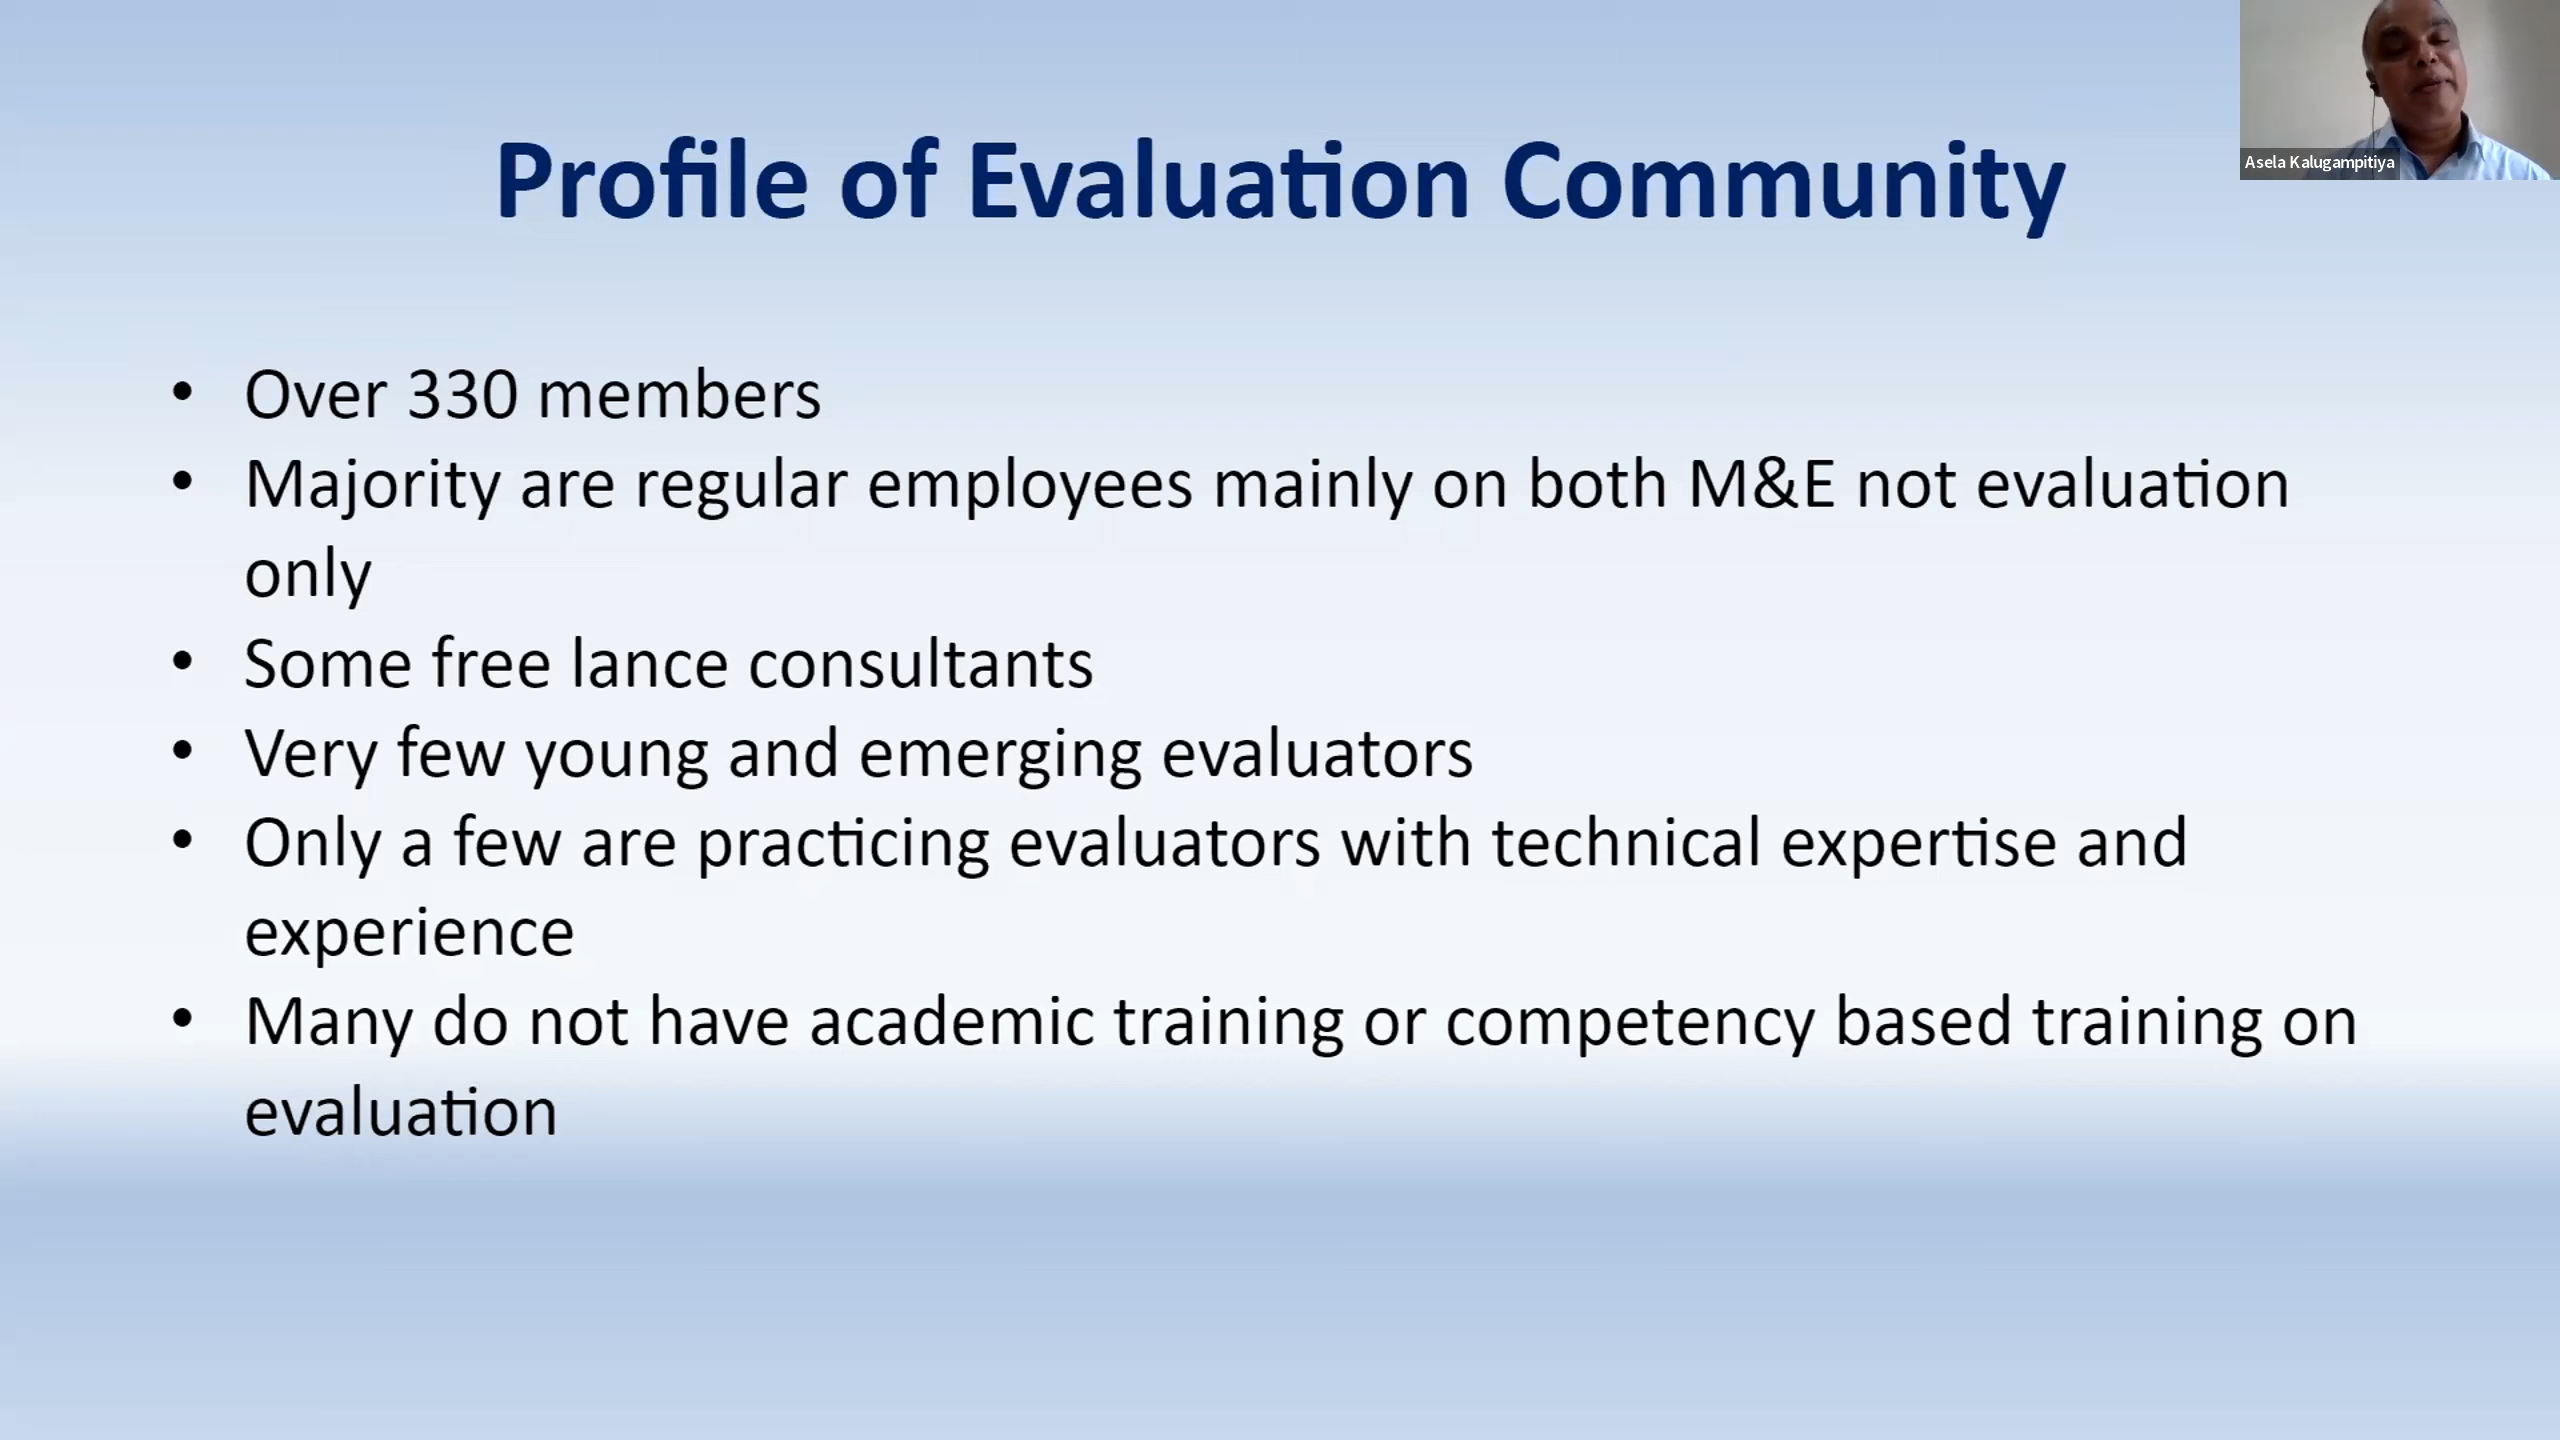 Profile of Evaluation Community
Asela Kalugampitiya
• Over 330 members
• Majority are regular employees mainly on both M&E not evaluation
only
• Some free lance consultants
• Very few young and emerging evaluators
• Only a few are practicing evaluators with technical expertise and
experience
• Many do not have academic training or competency based training on
evaluation